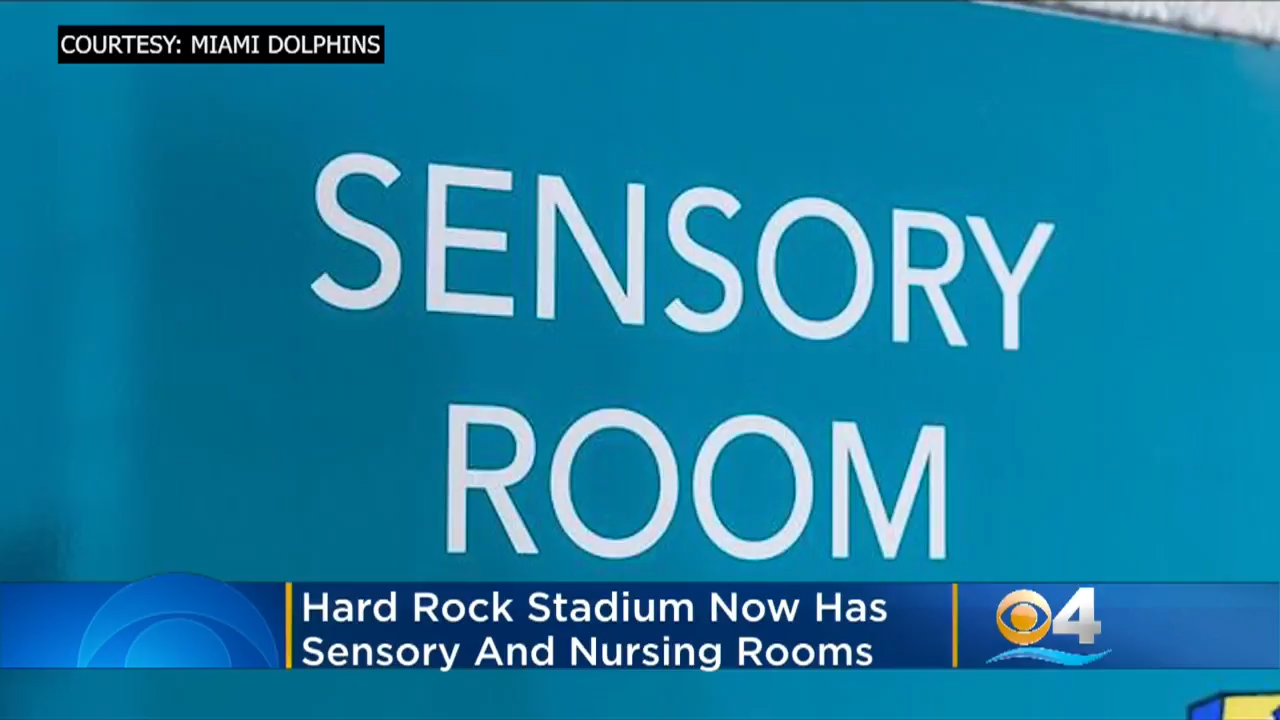 COURTESY: MIAMI DOLPHINS
SENSORY
ROOM
Hard Rock Stadium Now Has
Sensory And Nursing Rooms
4